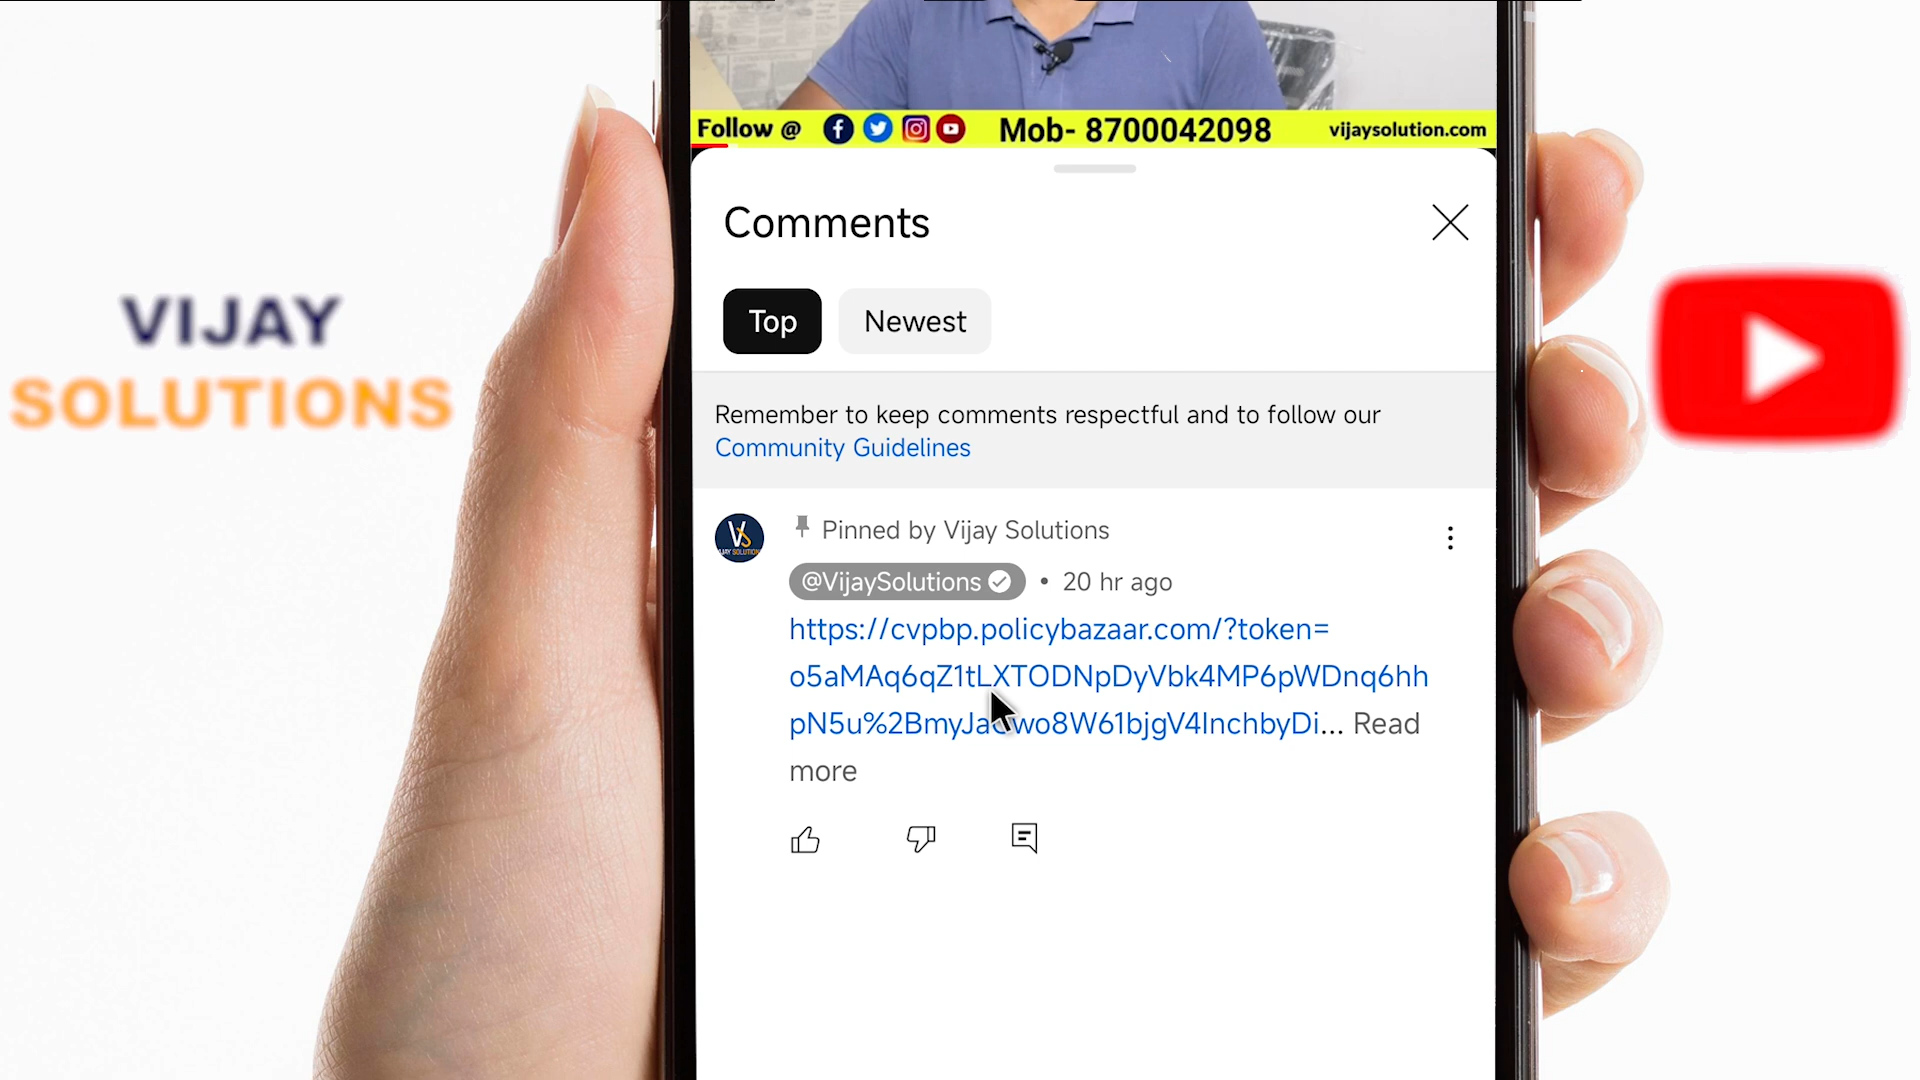 Follow @ Mob- 8700042098 vijaysolution.com
Comments
Top Newest
Remember to keep comments respectful and to follow our
Community Guidelines
VIJAY
SOLUTIONS
Pinned by Vijay Solutions
@VijaySolutions • 20 hr ago
https://cvpbp.policybazaar.com/?token=
o5aMAq6qZ1tLXTODNpDyVbk4MP6pWDnq6hh
... Read
more